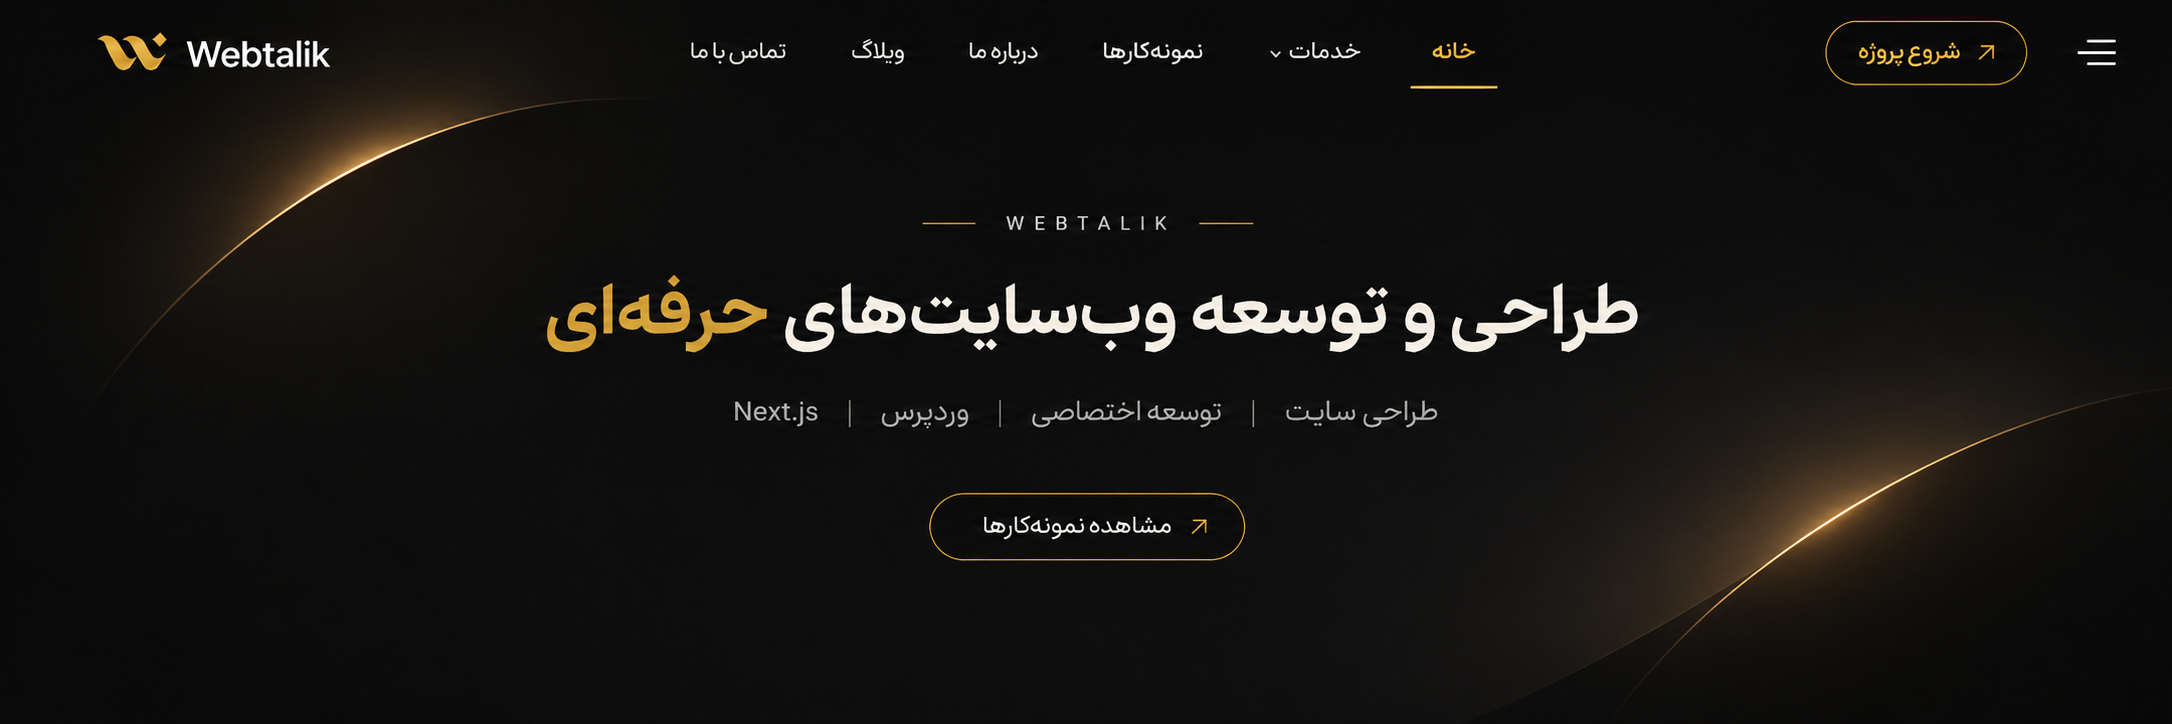 شروع پروژه
خانه
خدمات
نمونه‌کارها
درباره ما
وبلاگ
تماس با ما
Webtalik
WEBTALIK
طراحی و توسعه وب‌سایت‌های حرفه‌ای
طراحی سایت | توسعه اختصاصی | وردپرس | Next.js
مشاهده نمونه‌کارها